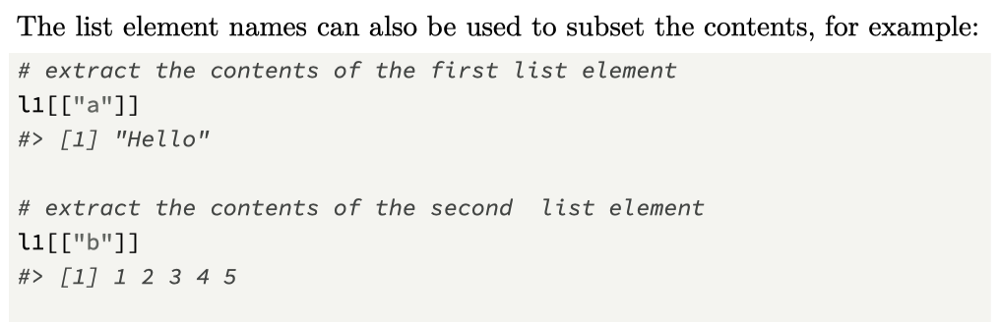 The list element names can also be used to subset the contents, for example:
# extract the contents of the first list element
l1[["a"]]
#> [1] "Hello"
# extract the contents of the second  list element
l1[["b"]]
#> [1] 1 2 3 4 5